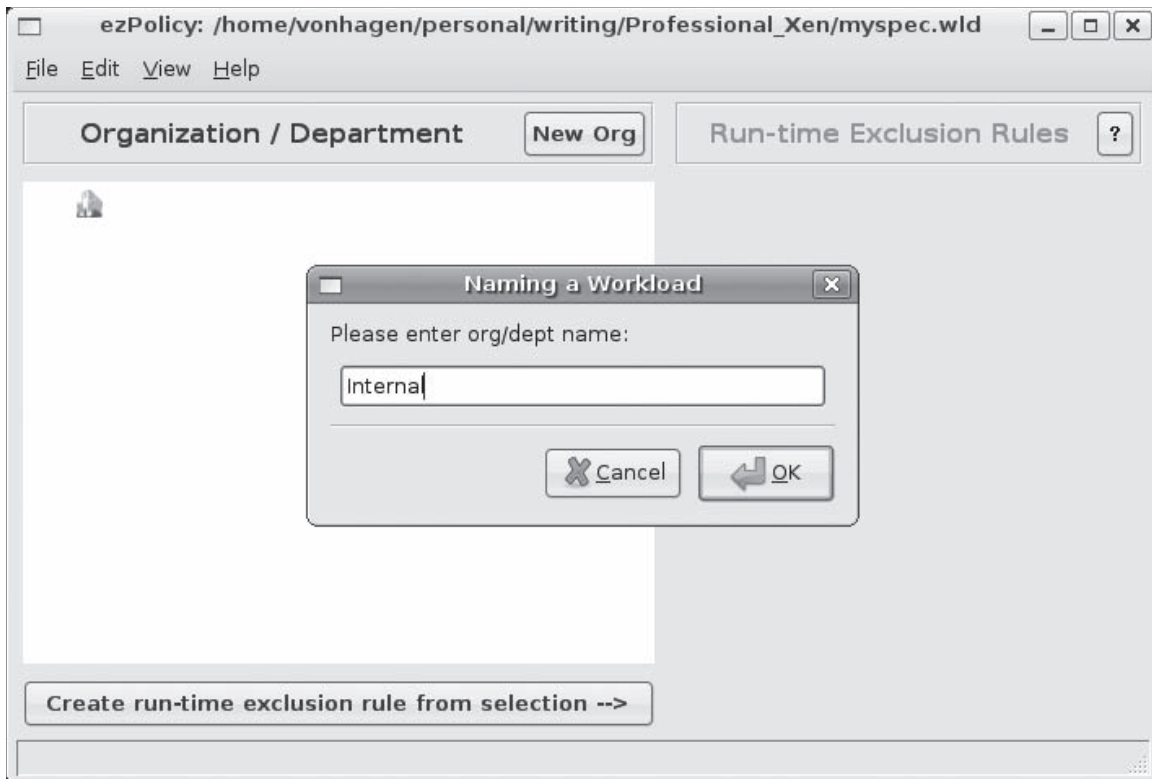 ezPolicy: /home/vonhagen/personal/writing/Professional_Xen/myspec.wld
File Edit View Help
Organization / Department New Org Run-time Exclusion Rules ?
Naming a Workload
Please enter org/dept name:
Internal
Cancel OK
Create run-time exclusion rule from selection -->